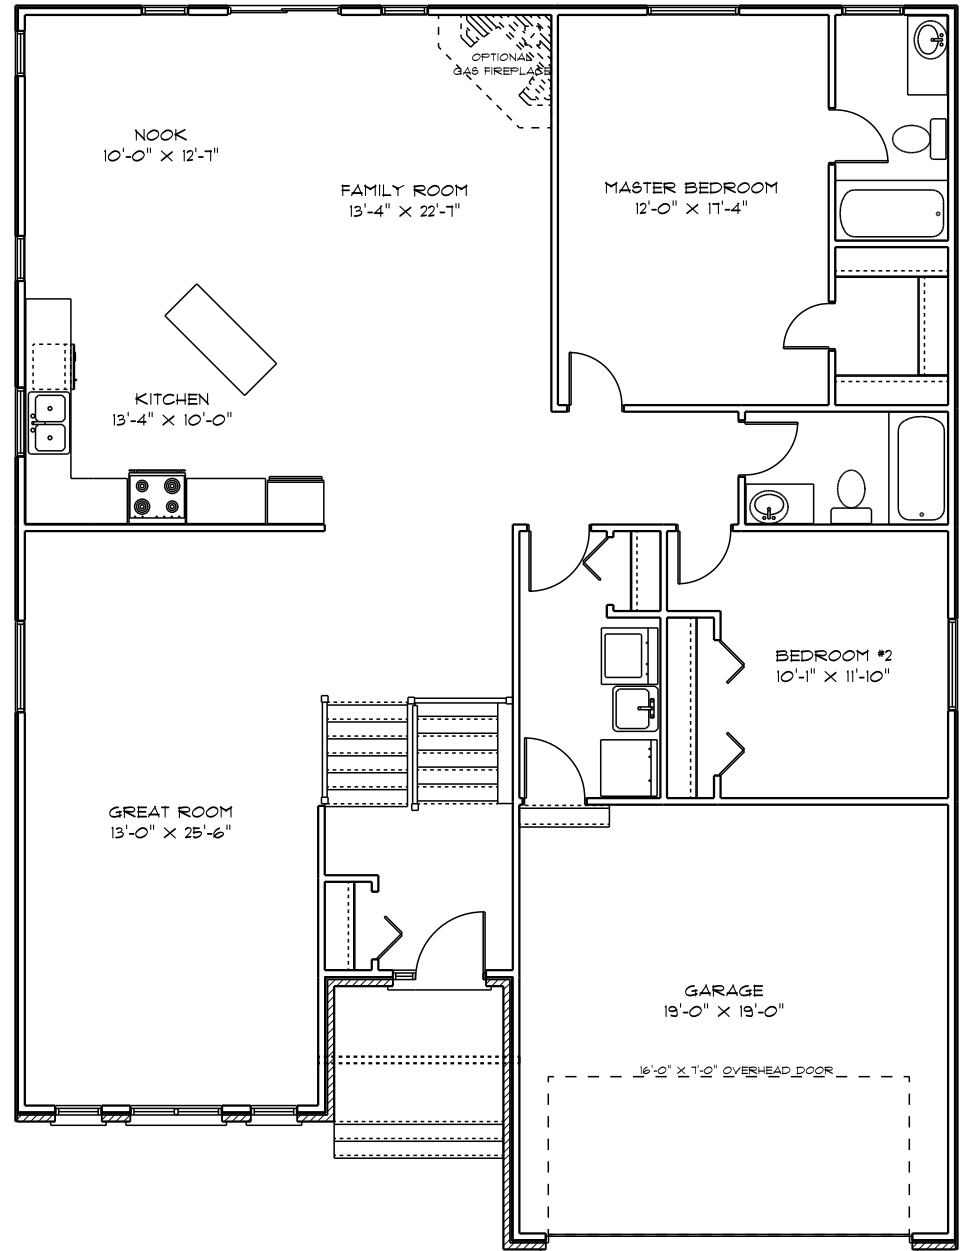 OPTIONAL
GAS FIREPLACE
NOOK
10'-0" X 12'-7"
FAMILY ROOM
13'-4" X 22'-7"
MASTER BEDROOM
12'-0" X 17'-4"
KITCHEN
13'-4" X 10'-0"
BEDROOM #2
10'-1" X 11'-10"
GREAT ROOM
13'-0" X 25'-6"
GARAGE
19'-0" X 19'-0"
16'-0" X 7'-0" OVERHEAD DOOR